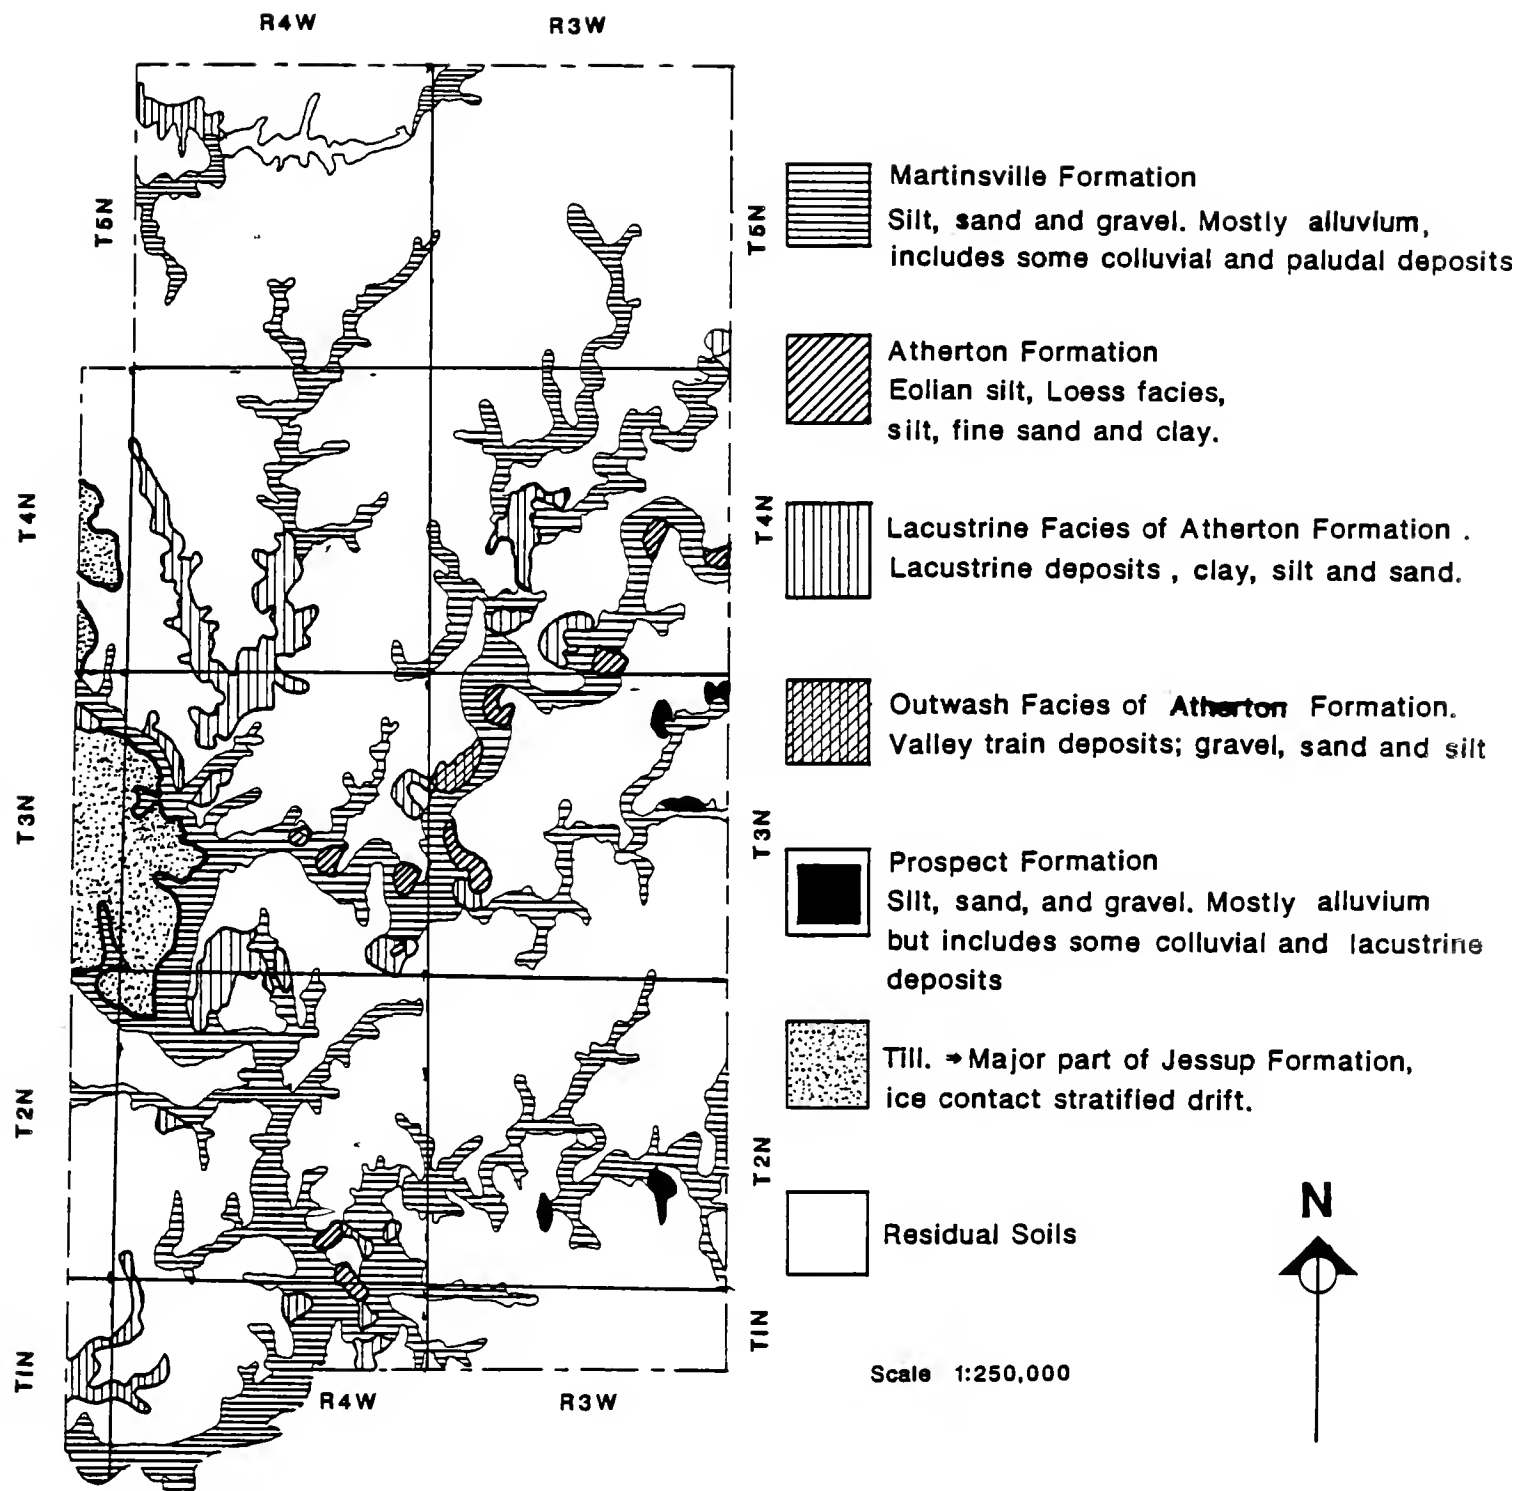 R4W R3W
T5N T5N
T4N T4N
T3N T3N
T2N T2N
T1N T1N
R4W R3W
Martinsville Formation
Silt, sand and gravel. Mostly alluvium,
includes some colluvial and paludal deposits
Atherton Formation
Eolian silt, Loess facies,
silt, fine sand and clay.
Lacustrine Facies of Atherton Formation .
Lacustrine deposits , clay, silt and sand.
Outwash Facies of Atherton Formation.
Valley train deposits; gravel, sand and silt
Prospect Formation
Silt, sand, and gravel. Mostly alluvium
but includes some colluvial and lacustrine
deposits
Till. → Major part of Jessup Formation,
ice contact stratified drift.
Residual Soils
N
Scale 1:250,000